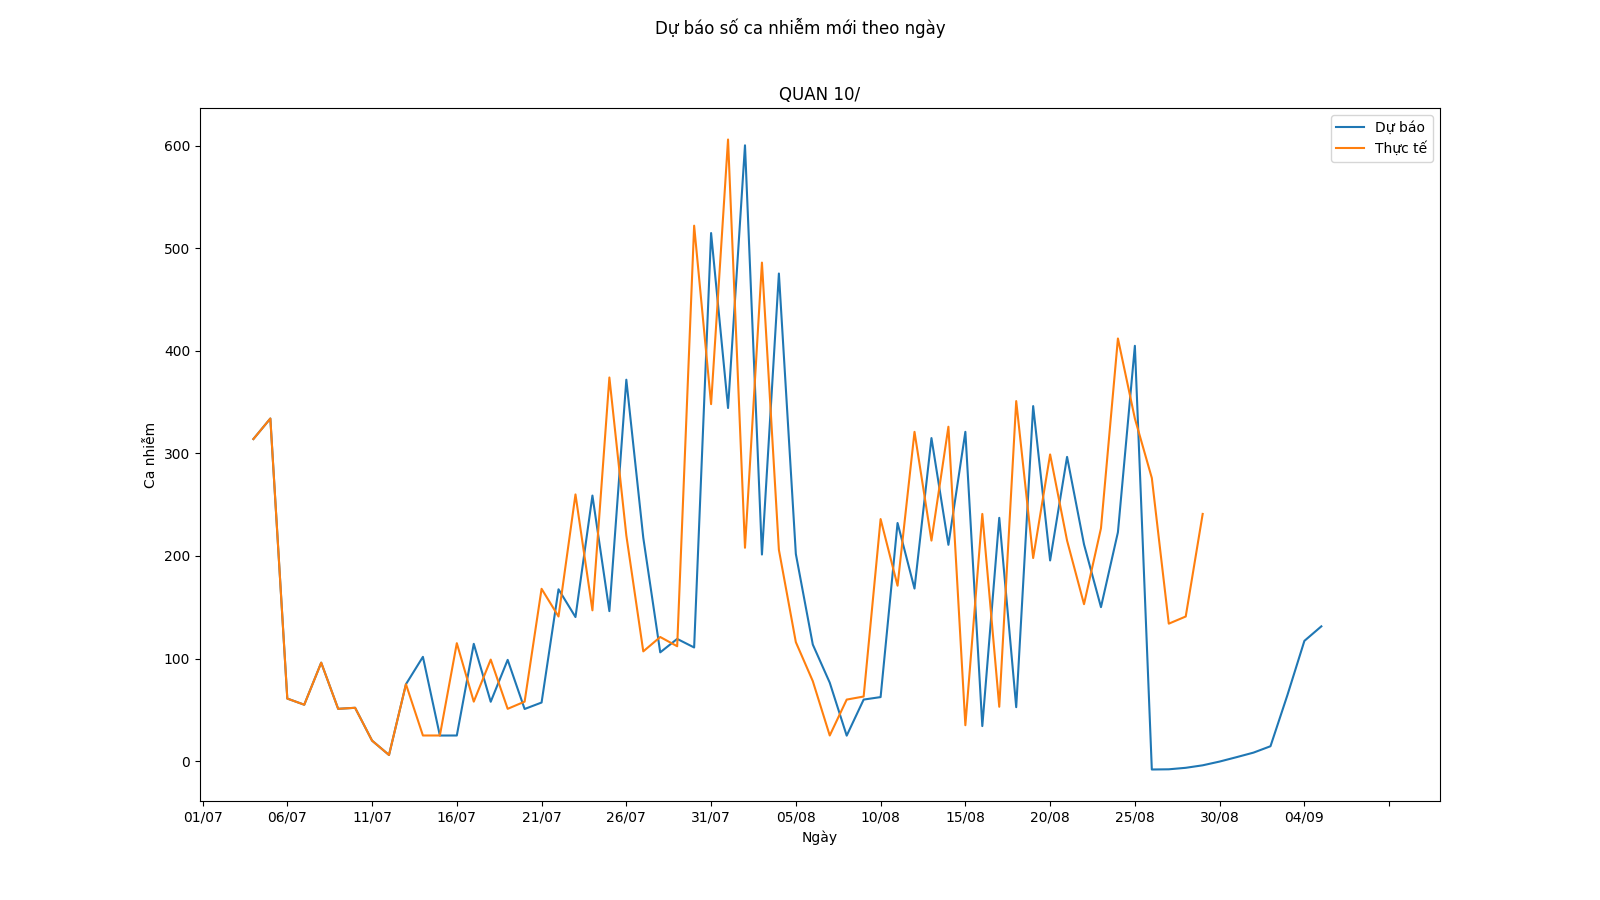 Dự báo số ca nhiễm mới theo ngày
QUAN 10/
Dự báo
Thực tế
600
500
400
300
200
100
0
Ca nhiễm
01/07 06/07 11/07 16/07 21/07 26/07 31/07 05/08 10/08 15/08 20/08 25/08 30/08 04/09
Ngày